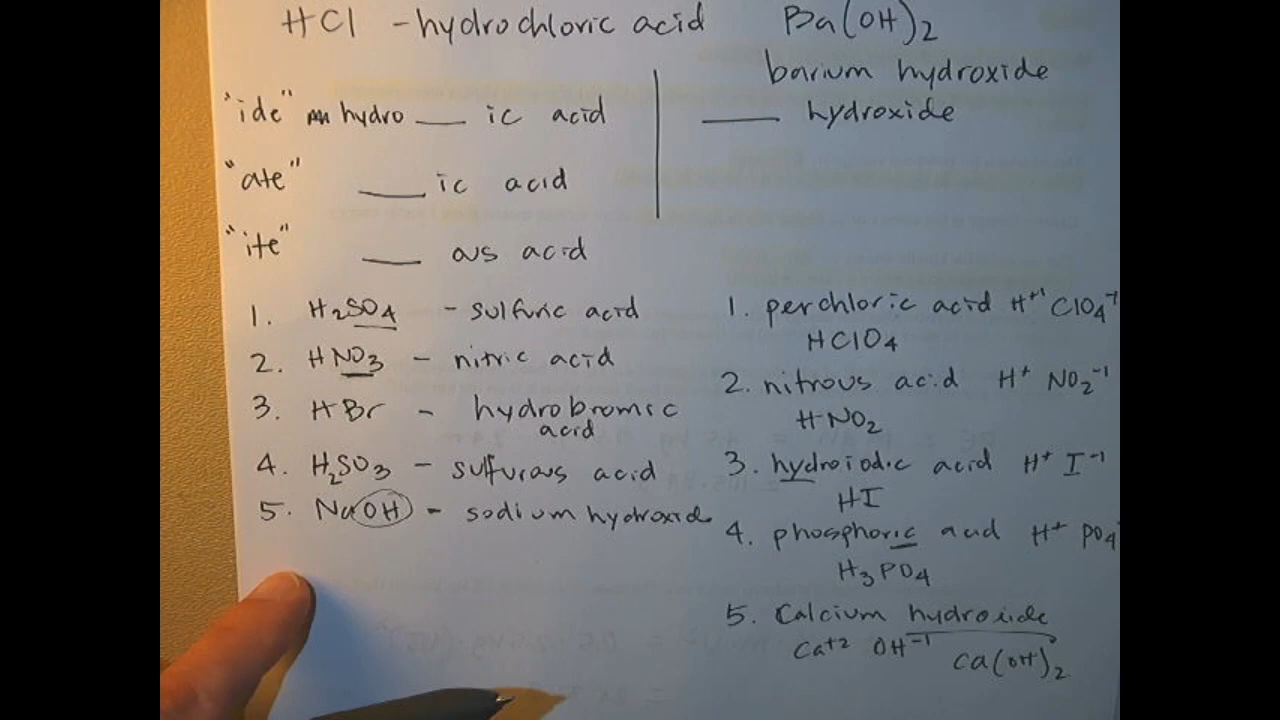 HCl - hydrochloric acid
Ba(OH)2
barium hydroxide
"ide" hydro ___ ic acid
___ hydroxide
"ate" ___ ic acid
"ite" ___ ous acid
1. H2SO4 - sulfuric acid
2. HNO3 - nitric acid
3. HBr - hydrobromic
acid
4. H2SO3 - sulfurous acid
5. NaOH - sodium hydroxide
1. perchloric acid H+1 ClO4-1
HClO4
2. nitrous acid H+ NO2-1
HNO2
3. hydroiodic acid H+ I-1
HI
4. phosphoric acid H+ PO4
H3PO4
5. Calcium hydroxide
Ca+2 OH-1 Ca(OH)2